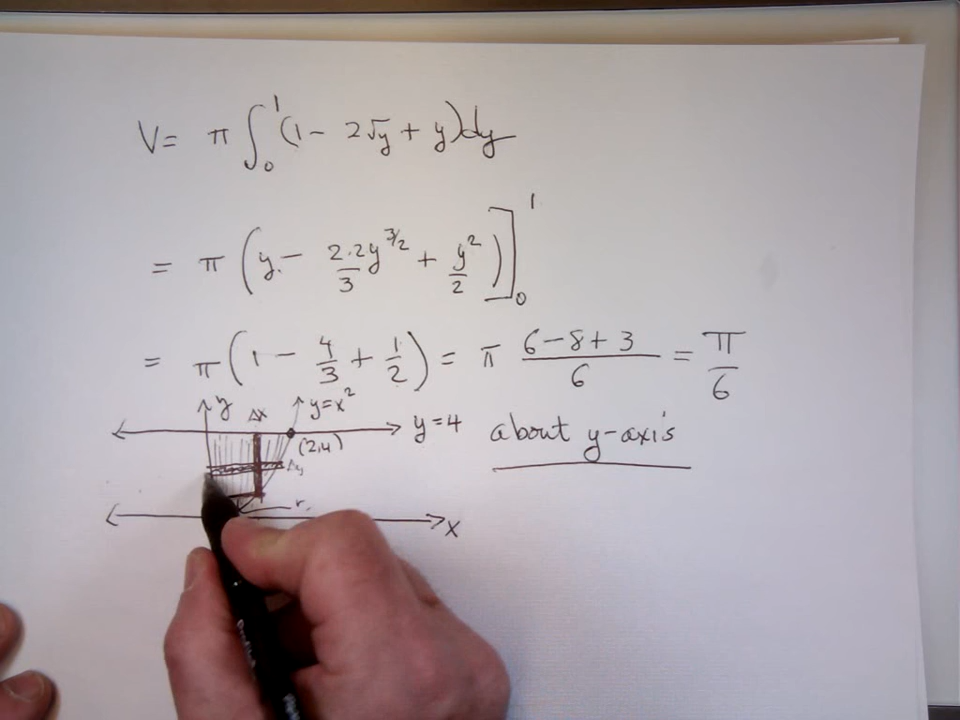 V = π ∫₀¹ (1 - 2√y + y) dy
= π (y - 2·2/3 y^3/2 + y²/2) ]₀¹
= π (1 - 4/3 + 1/2) = π (6 - 8 + 3)/6 = π/6
y Δx y=x²
y=4 about y-axis
(2,4)
Δy
r
x